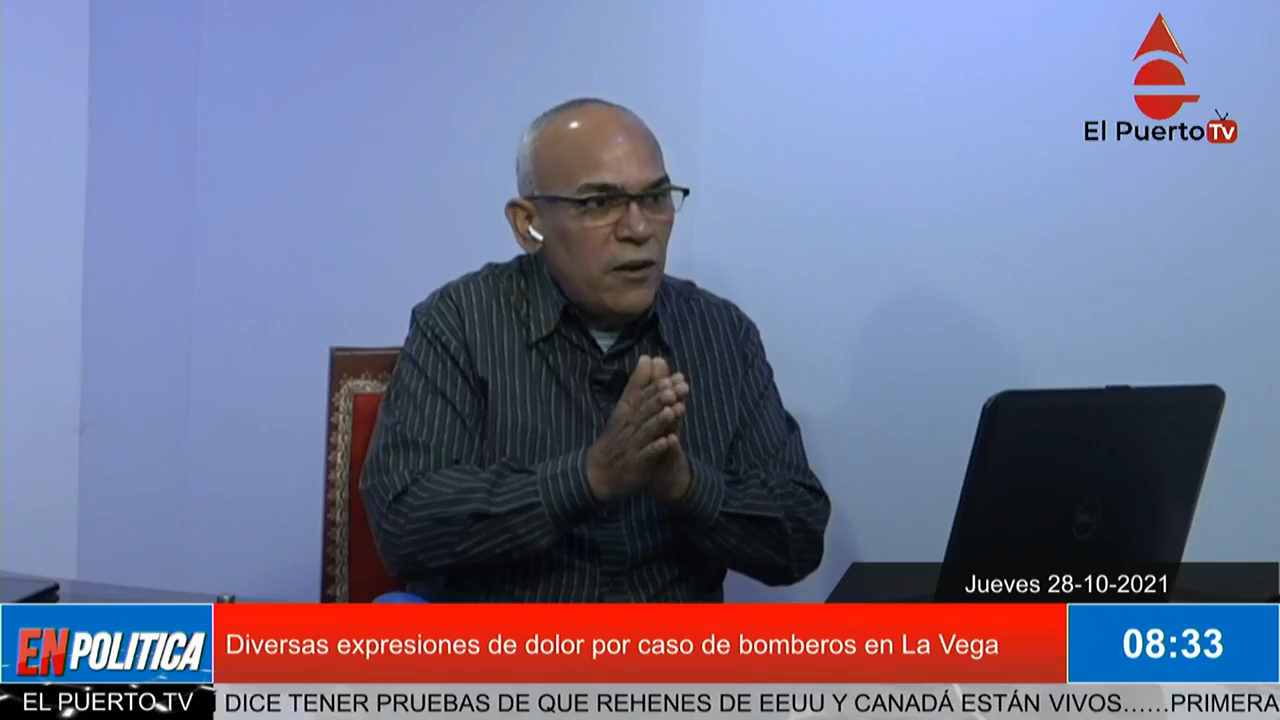 El Puerto TV
Jueves 28-10-2021
EN POLITICA
Diversas expresiones de dolor por caso de bomberos en La Vega
08:33
EL PUERTO TV
DICE TENER PRUEBAS DE QUE REHENES DE EEUU Y CANADÁ ESTÁN VIVOS......PRIMERA